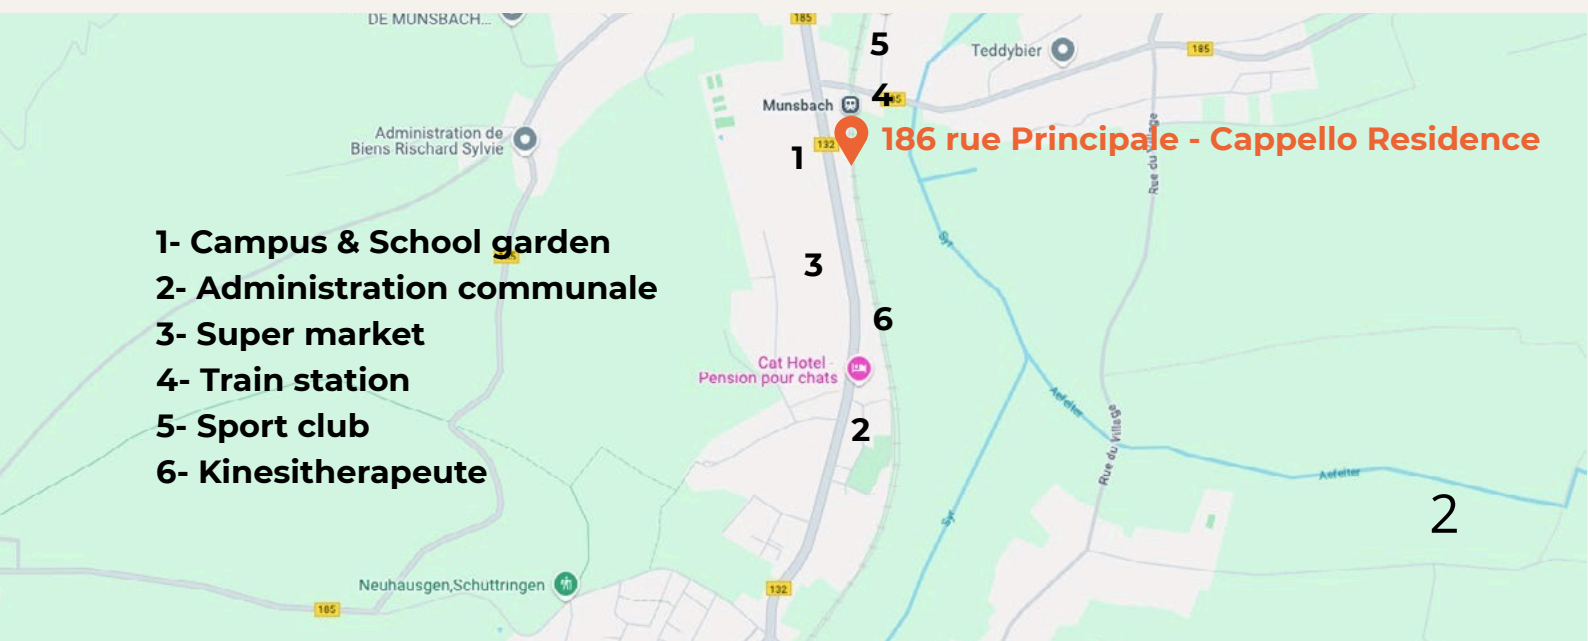 DE MUNSBACH...
185
5
Teddybier
185
Munsbach
4
Administration de
Biens Rischard Sylvie
132
186 rue Principale - Cappello Residence
1
Rue du Village
1- Campus & School garden
Syr
3
2- Administration communale
3- Super market
6
4- Train station
Cat Hotel -
Pension pour chats
Aefeiter
5- Sport club
2
Rue du Village
6- Kinesitherapeute
Aefeiter
2
Syr
Neuhausgen,Schuttringen
132
185